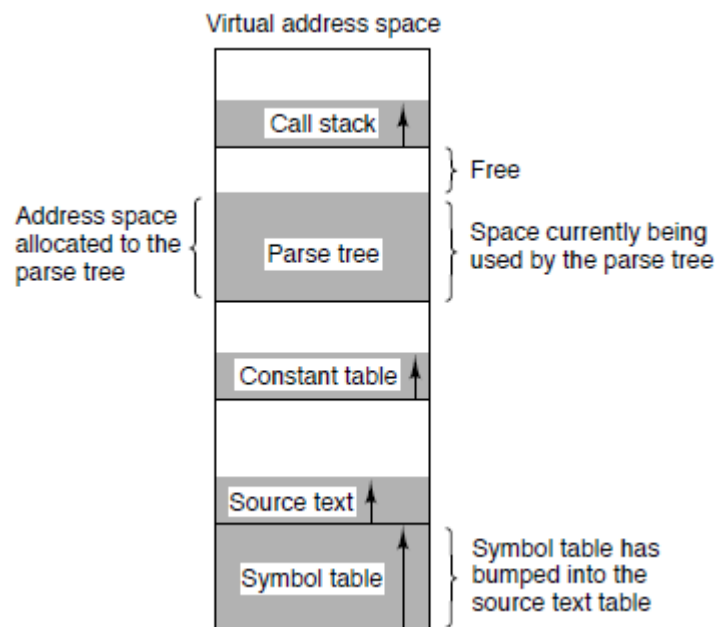 Virtual address space
Call stack
Free
Address space
allocated to the
parse tree
Parse tree
Space currently being
used by the parse tree
Constant table
Source text
Symbol table
Symbol table has
bumped into the
source text table